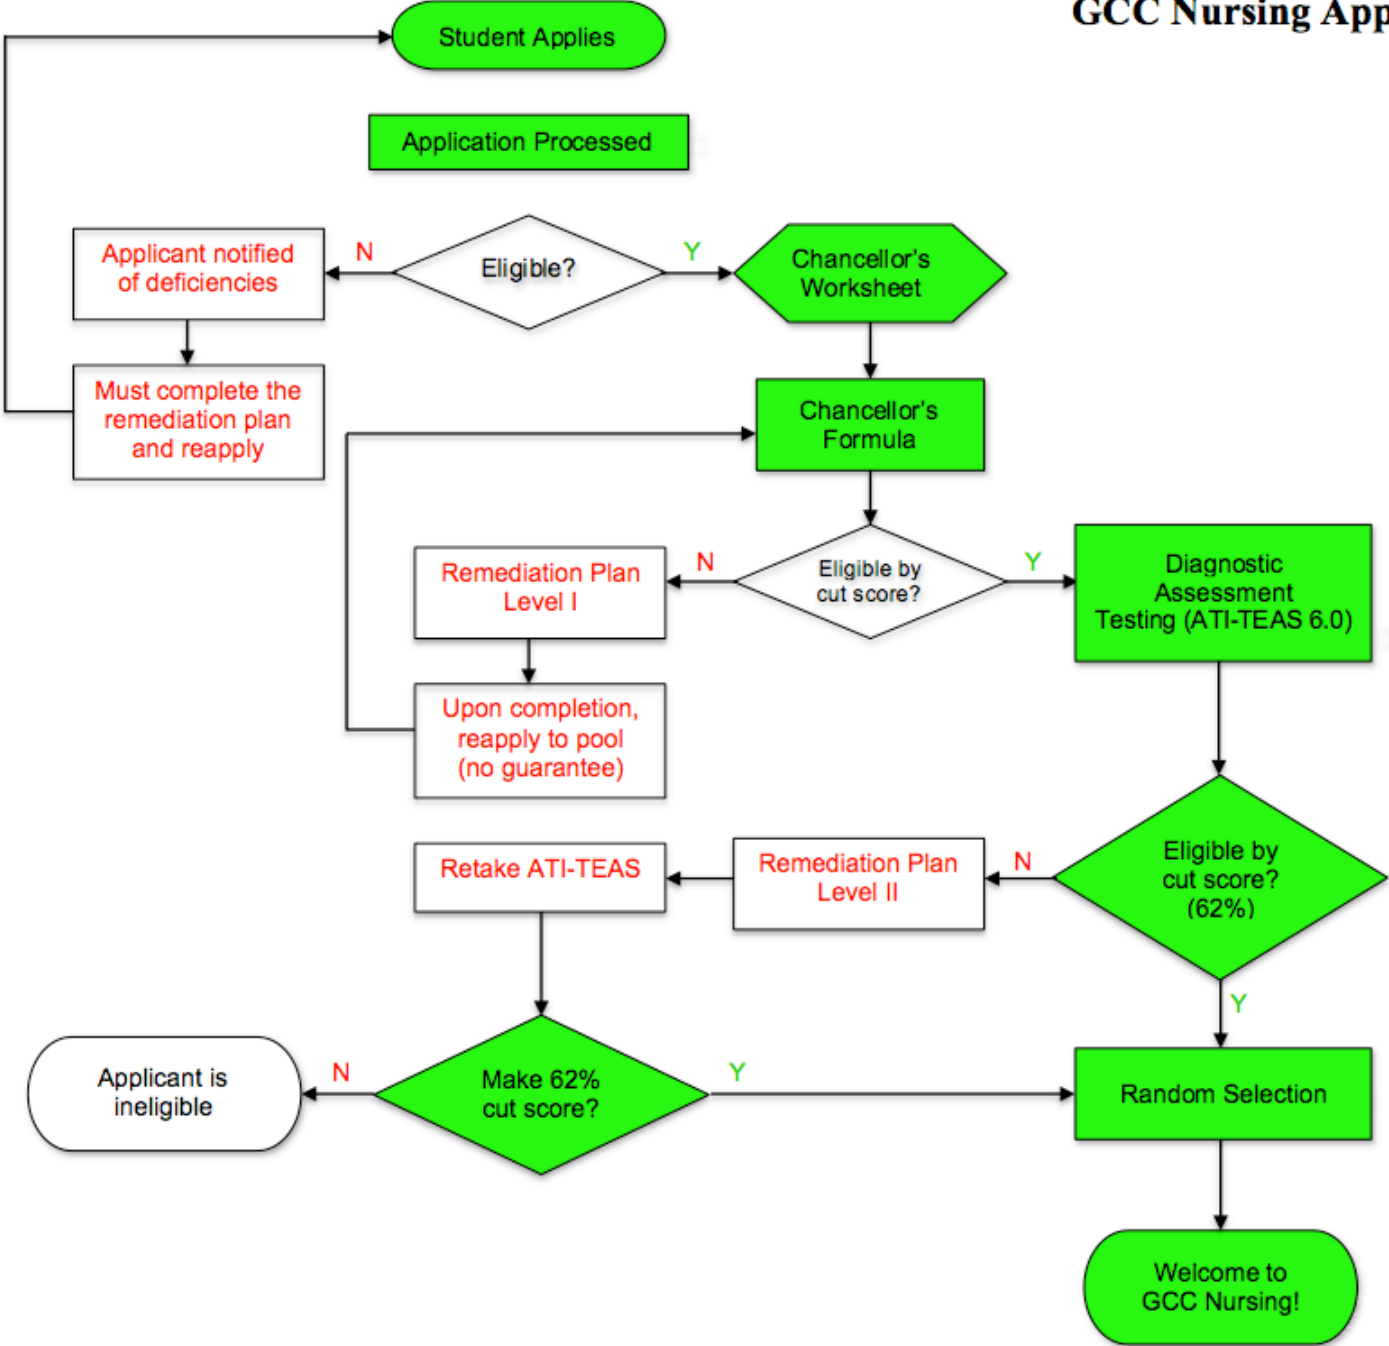 GCC Nursing App
Student Applies
Application Processed
Applicant notified
of deficiencies
N
Eligible?
Y
Chancellor's
Worksheet
Must complete the
remediation plan
and reapply
Chancellor's
Formula
Remediation Plan
Level I
N
Eligible by
cut score?
Y
Diagnostic
Assessment
Testing (ATI-TEAS 6.0)
Upon completion,
reapply to pool
(no guarantee)
Retake ATI-TEAS
Remediation Plan
Level II
N
Eligible by
cut score?
(62%)
Y
Applicant is
ineligible
N
Make 62%
cut score?
Y
Random Selection
Welcome to
GCC Nursing!